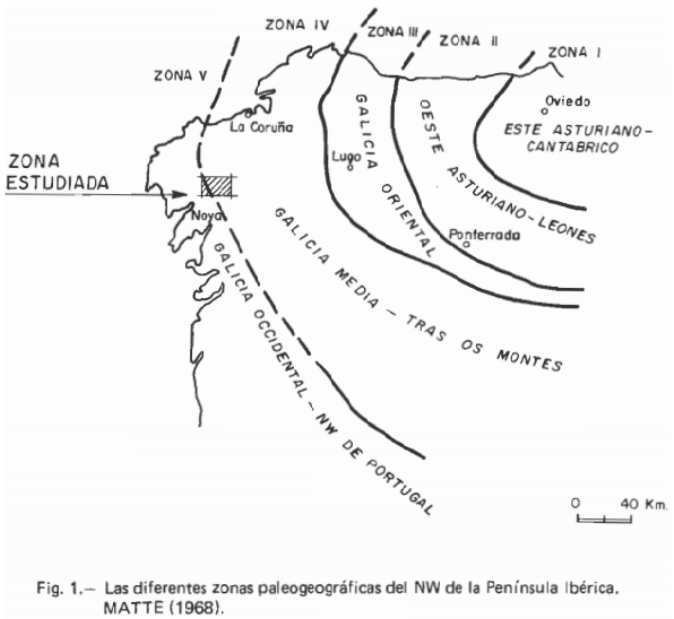 ZONA IV
ZONA III
ZONA II
ZONA I
ZONA V
La Coruña
Oviedo
ESTE ASTURIANO-
CANTABRICO
ZONA
ESTUDIADA
Lugo
GALICIA ORIENTAL
OESTE ASTURIANO-LEONES
Noya
Ponferrada
GALICIA MEDIA - TRAS OS MONTES
GALICIA OCCIDENTAL - NW DE PORTUGAL
0 40 Km.
Fig. 1.– Las diferentes zonas paleogeográficas del NW de la Península Ibérica.
MATTE (1968).